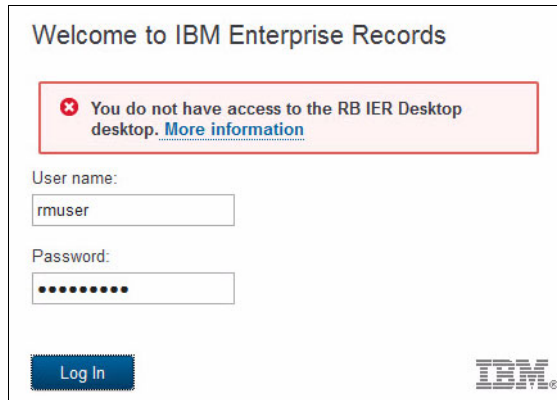 Welcome to IBM Enterprise Records
You do not have access to the RB IER Desktop
desktop. More information
User name:
rmuser
Password:
•••••••••
Log In
IBM®